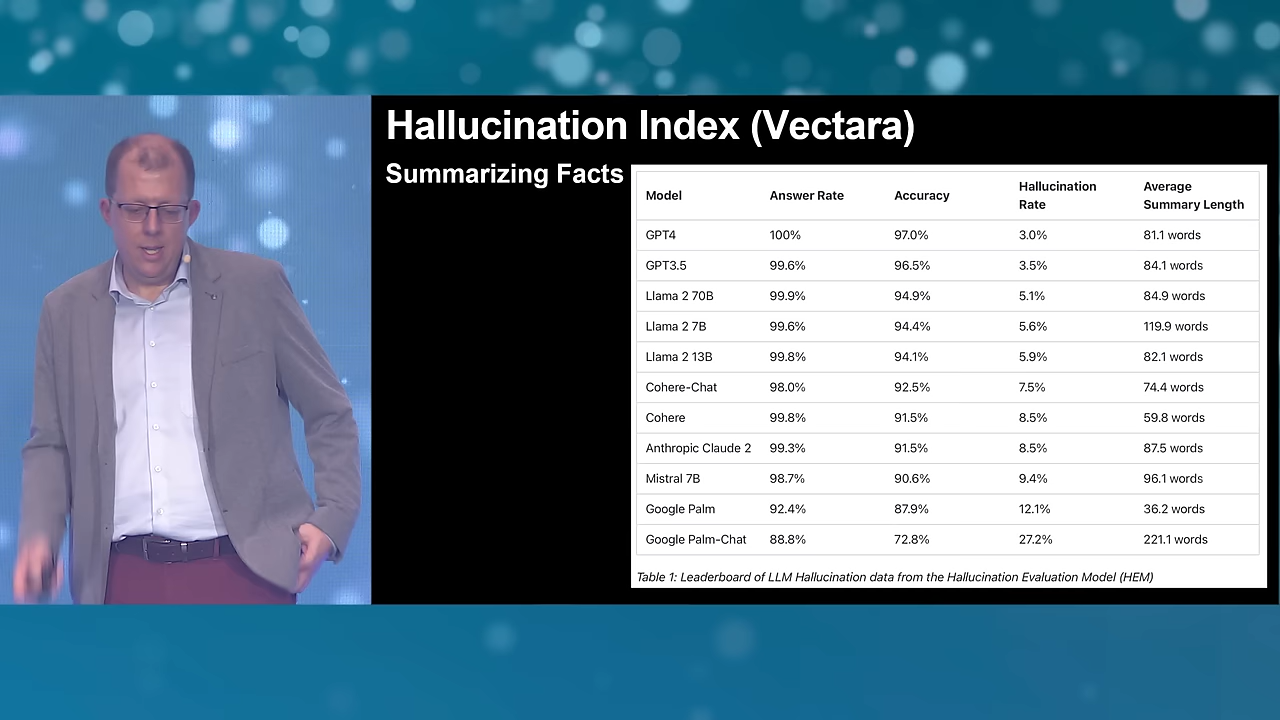 Hallucination Index (Vectara)
Summarizing Facts
Model Answer Rate Accuracy Hallucination Rate Average Summary Length
GPT4 100% 97.0% 3.0% 81.1 words
GPT3.5 99.6% 96.5% 3.5% 84.1 words
Llama 2 70B 99.9% 94.9% 5.1% 84.9 words
Llama 2 7B 99.6% 94.4% 5.6% 119.9 words
Llama 2 13B 99.8% 94.1% 5.9% 82.1 words
Cohere-Chat 98.0% 92.5% 7.5% 74.4 words
Cohere 99.8% 91.5% 8.5% 59.8 words
Anthropic Claude 2 99.3% 91.5% 8.5% 87.5 words
Mistral 7B 98.7% 90.6% 9.4% 96.1 words
Google Palm 92.4% 87.9% 12.1% 36.2 words
Google Palm-Chat 88.8% 72.8% 27.2% 221.1 words
Table 1: Leaderboard of LLM Hallucination data from the Hallucination Evaluation Model (HEM)